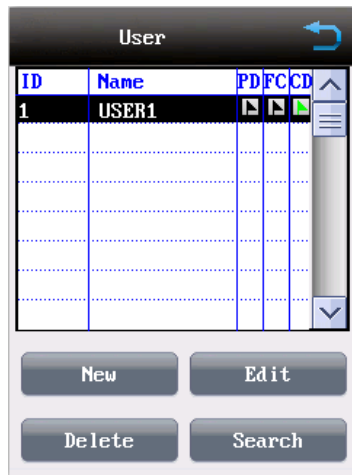 User
ID Name PD FC CD
1 USER1
New Edit
Delete Search